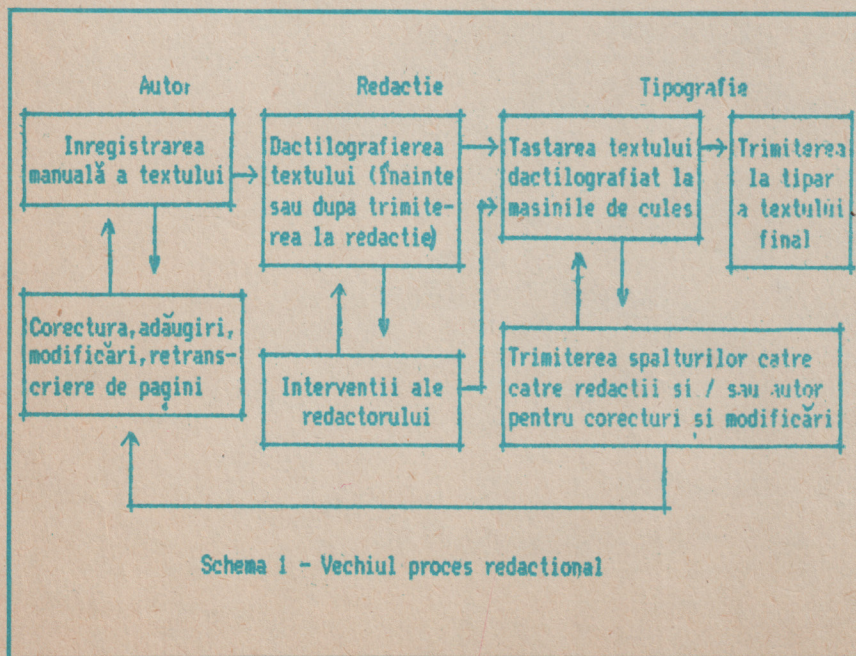 Autor
Redactie
Tipografie
Inregistrarea
manuală a textului
Dactilografierea
textului (înainte
sau dupa trimite-
rea la redactie)
Tastarea textului
dactilografiat la
masinile de cules
Trimiterea
la tipar
a textului
final
Corectura, adăugiri,
modificări, retrans-
criere de pagini
Interventii ale
redactorului
Trimiterea spalturilor catre
catre redactii si / sau autor
pentru corecturi și modificări
Schema 1 - Vechiul proces redactional